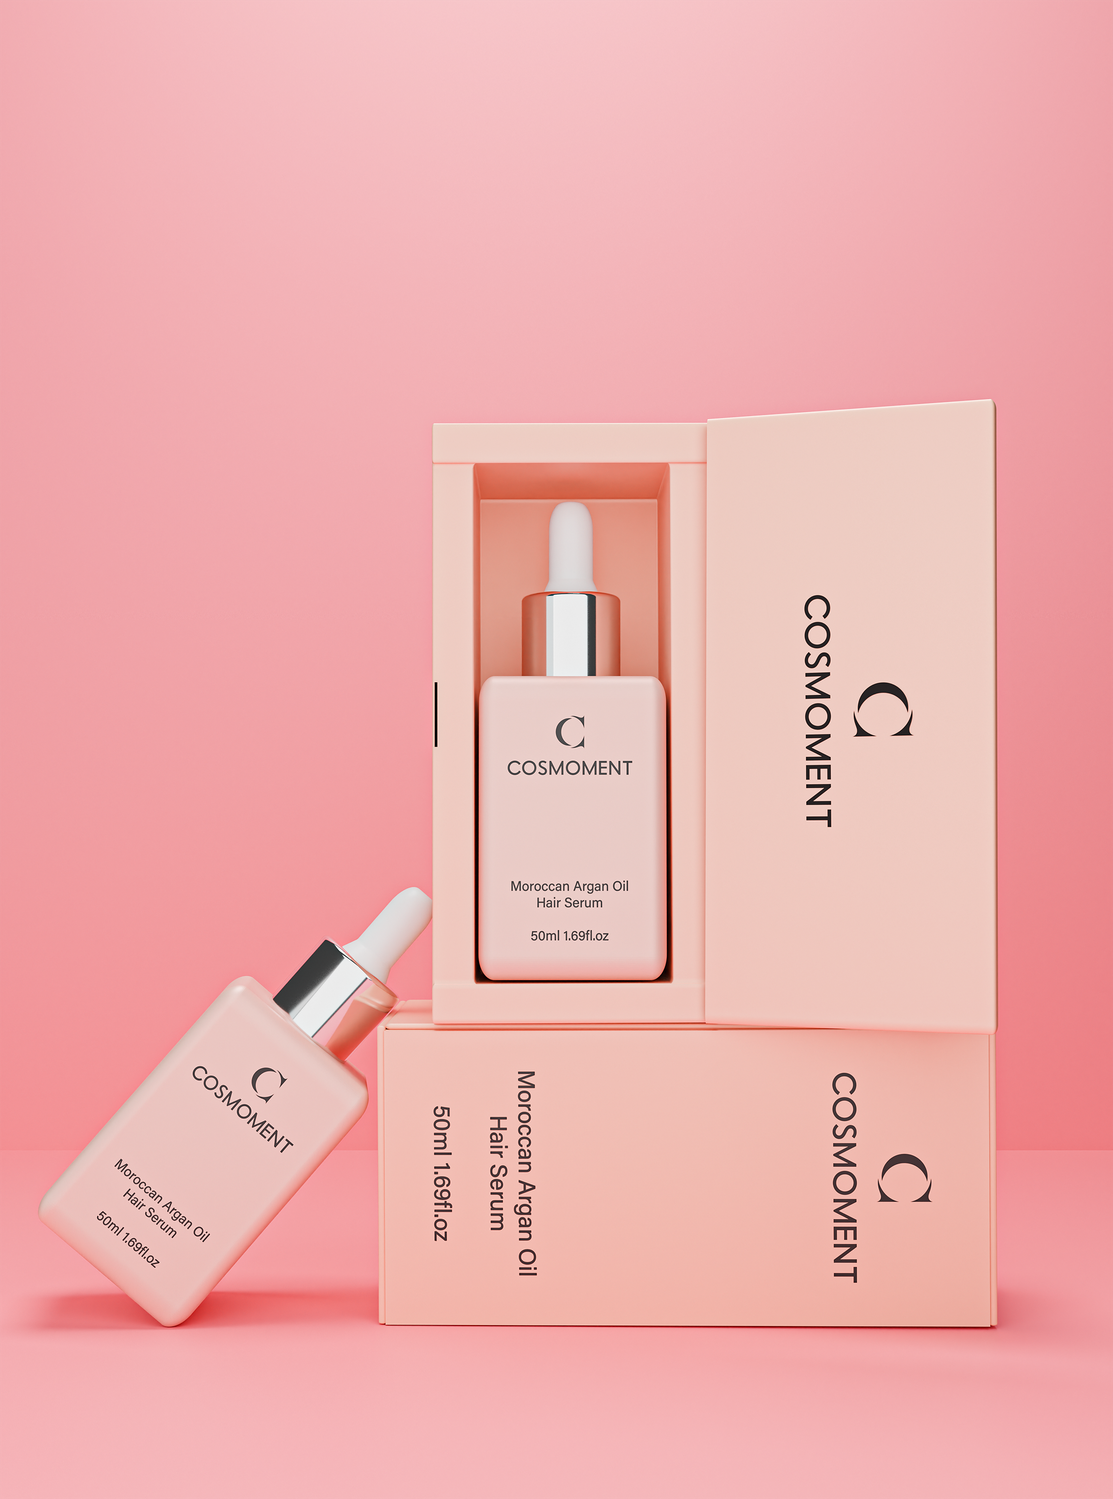 C
COSMOMENT
Moroccan Argan Oil
Hair Serum
50ml 1.69fl.oz
C
COSMOMENT
C
COSMOMENT
Moroccan Argan Oil
Hair Serum
50ml 1.69fl.oz
C
COSMOMENT
Moroccan Argan Oil
Hair Serum
50ml 1.69fl.oz